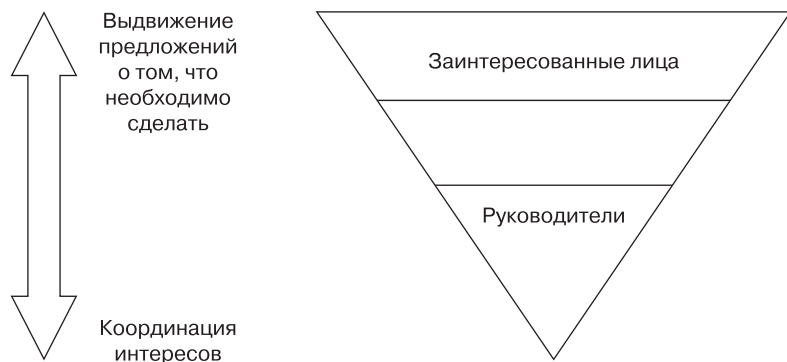 Выдвижение
предложений
о том, что
необходимо
сделать
Заинтересованные лица
Руководители
Координация
интересов